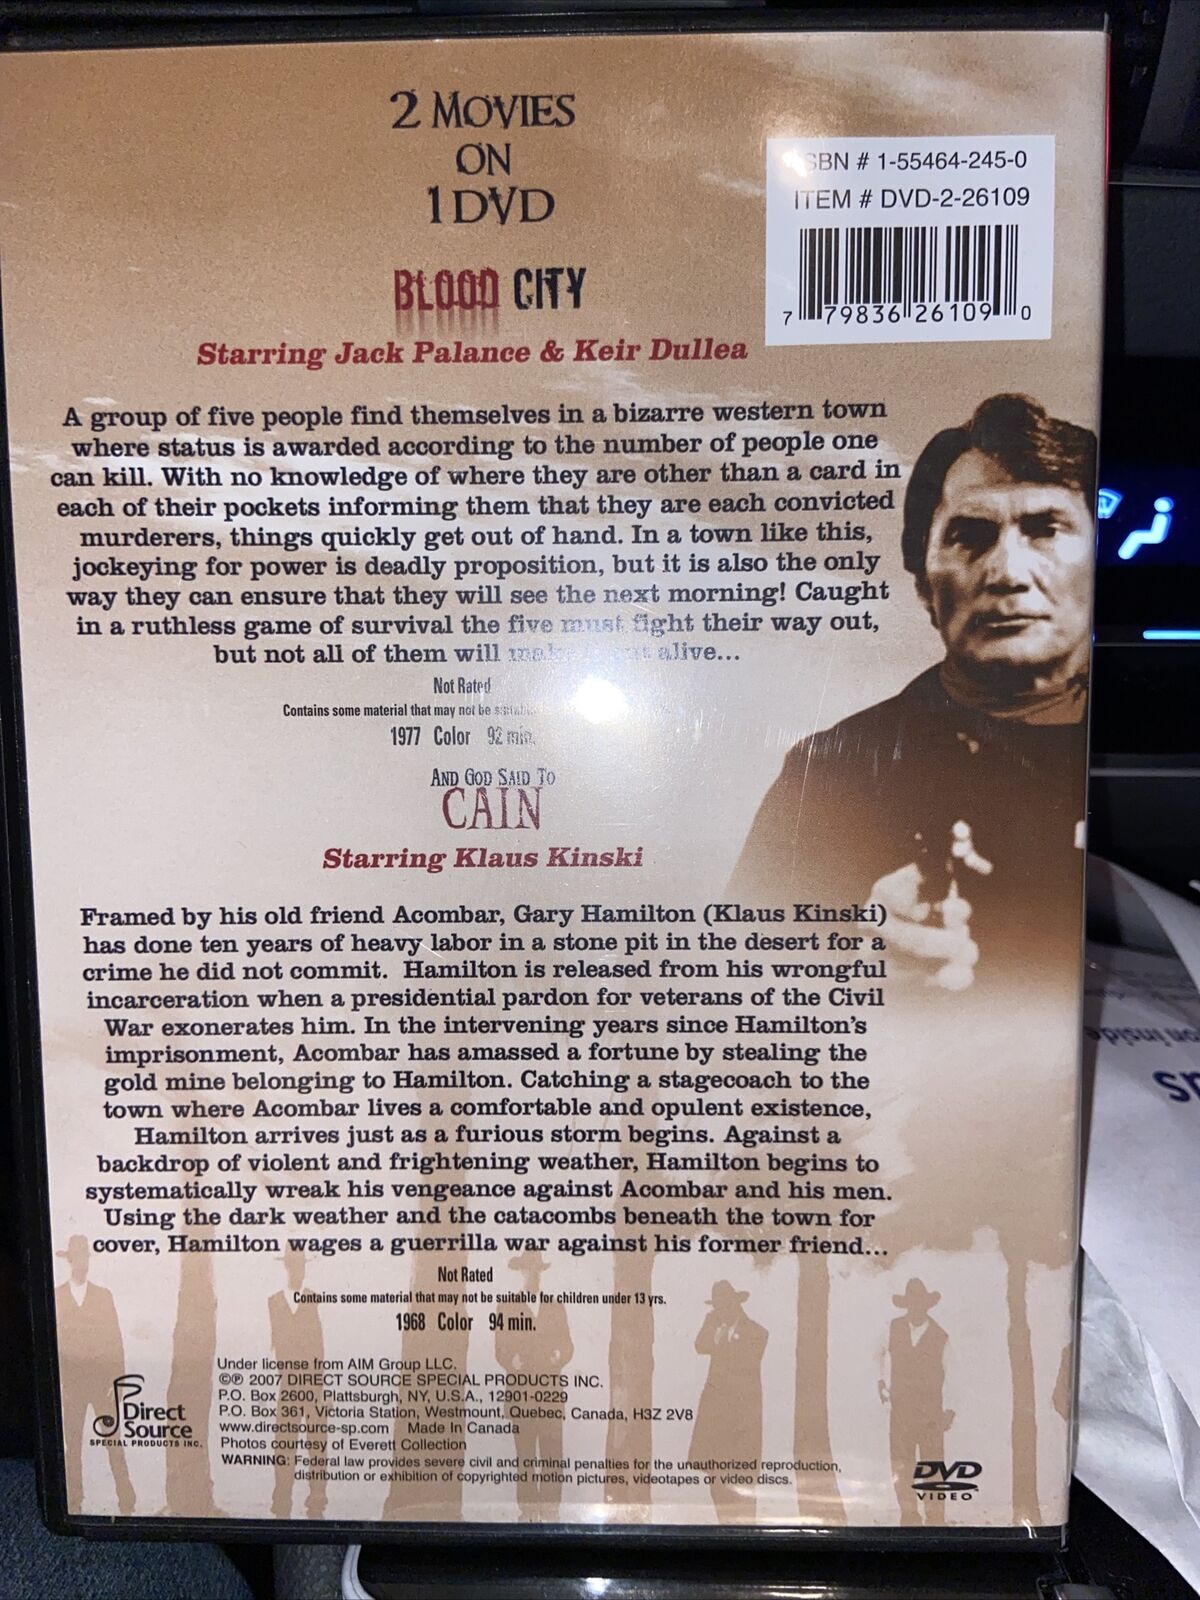 2 MOVIES
ON
1 DVD
SBN # 1-55464-245-0
ITEM # DVD-2-26109
7 79836 26109 0
BLOOD CITY
Starring Jack Palance & Keir Dullea
A group of five people find themselves in a bizarre western town
where status is awarded according to the number of people one
can kill. With no knowledge of where they are other than a card in
each of their pockets informing them that they are each convicted
murderers, things quickly get out of hand. In a town like this,
jockeying for power is deadly proposition, but it is also the only
way they can ensure that they will see the next morning! Caught
in a ruthless game of survival the five must fight their way out,
but not all of them will make it out alive...
Not Rated
Contains some material that may not be
1977 Color 92 min.
AND GOD SAID TO
CAIN
Starring Klaus Kinski
Framed by his old friend Acombar, Gary Hamilton (Klaus Kinski)
has done ten years of heavy labor in a stone pit in the desert for a
crime he did not commit. Hamilton is released from his wrongful
incarceration when a presidential pardon for veterans of the Civil
War exonerates him. In the intervening years since Hamilton's
imprisonment, Acombar has amassed a fortune by stealing the
gold mine belonging to Hamilton. Catching a stagecoach to the
town where Acombar lives a comfortable and opulent existence,
Hamilton arrives just as a furious storm begins. Against a
backdrop of violent and frightening weather, Hamilton begins to
systematically wreak his vengeance against Acombar and his men.
Using the dark weather and the catacombs beneath the town for
cover, Hamilton wages a guerrilla war against his former friend...
Not Rated
Contains some material that may not be suitable for children under 13 yrs.
1968 Color 94 min.
Under license from AIM Group LLC.
©℗ 2007 DIRECT SOURCE SPECIAL PRODUCTS INC.
P.O. Box 2600, Plattsburgh, NY, U.S.A., 12901-0229
P.O. Box 361, Victoria Station, Westmount, Quebec, Canada, H3Z 2V8
www.directsource-sp.com Made In Canada
Photos courtesy of Everett Collection
WARNING: Federal law provides severe civil and criminal penalties for the unauthorized reproduction,
distribution or exhibition of copyrighted motion pictures, videotapes or video discs.
Direct
Source
SPECIAL PRODUCTS INC.
DVD
VIDEO